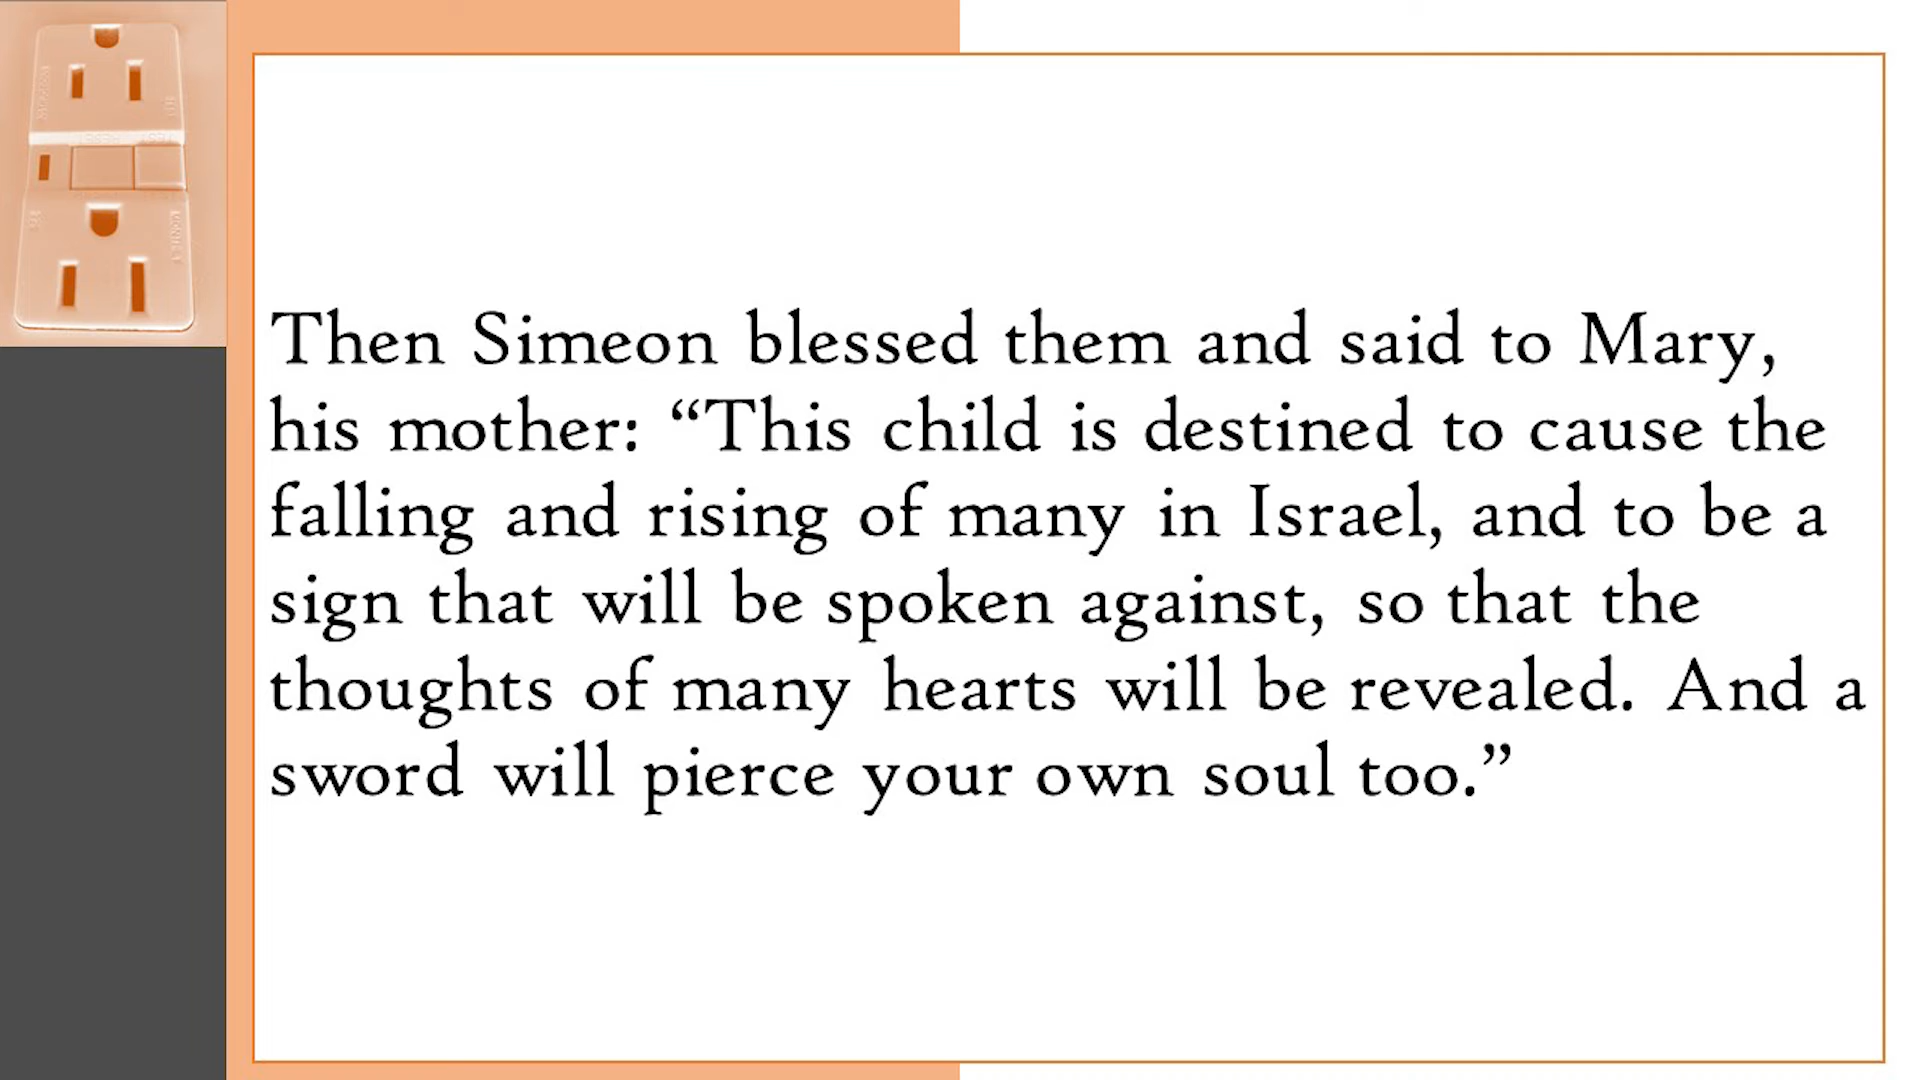 Then Simeon blessed them and said to Mary,
his mother: “This child is destined to cause the
falling and rising of many in Israel, and to be a
sign that will be spoken against, so that the
thoughts of many hearts will be revealed. And a
sword will pierce your own soul too.”